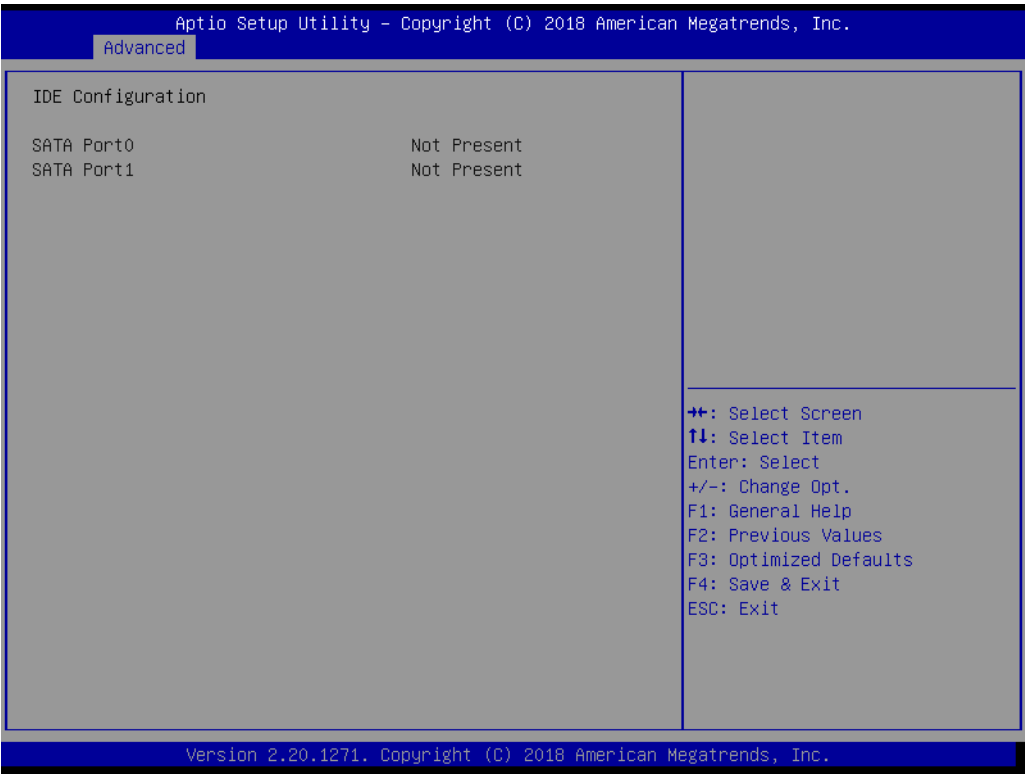 Aptio Setup Utility – Copyright (C) 2018 American Megatrends, Inc.
Advanced
IDE Configuration
SATA Port0 Not Present
SATA Port1 Not Present
→←: Select Screen
↑↓: Select Item
Enter: Select
+/-: Change Opt.
F1: General Help
F2: Previous Values
F3: Optimized Defaults
F4: Save & Exit
ESC: Exit
Version 2.20.1271. Copyright (C) 2018 American Megatrends, Inc.